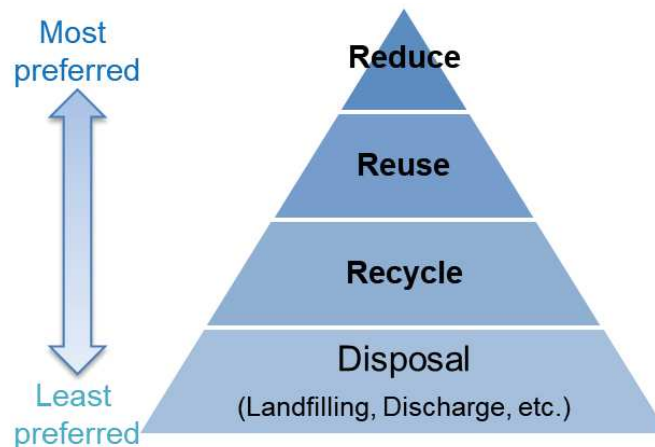 Most
preferred
Reduce
Reuse
Recycle
Disposal
(Landfilling, Discharge, etc.)
Least
preferred